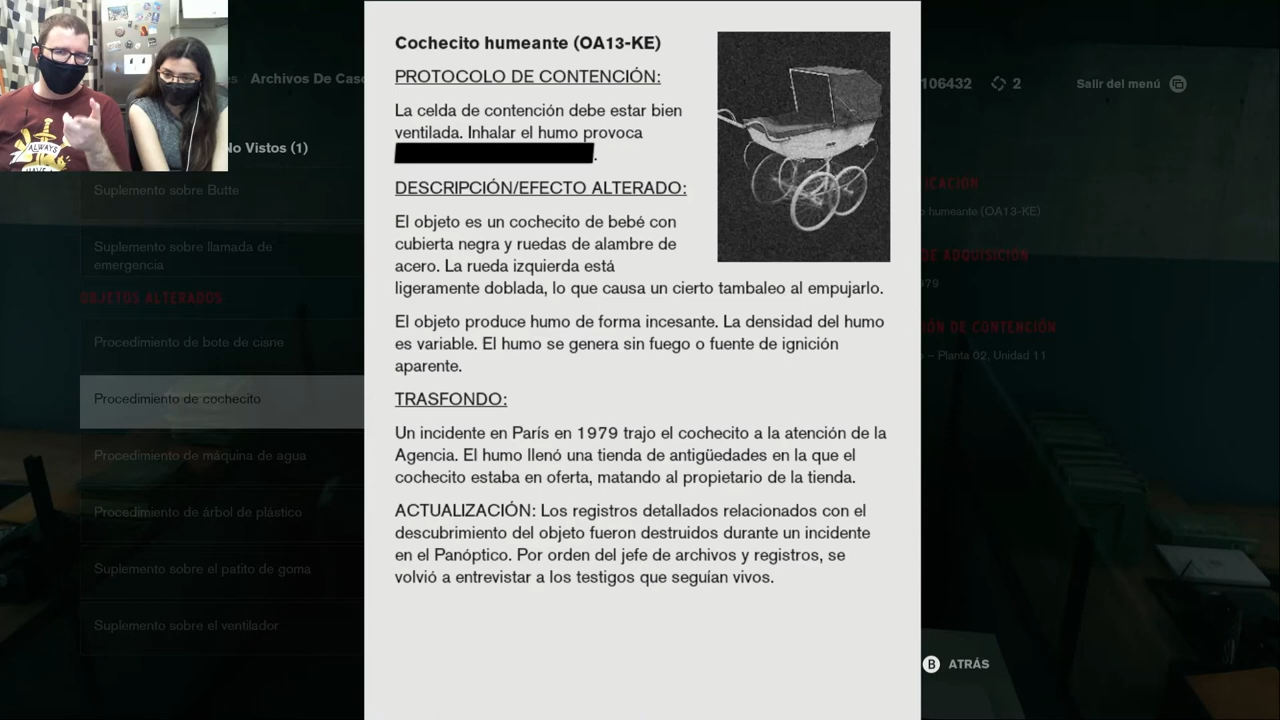 Cochecito humeante (OA13-KE)
PROTOCOLO DE CONTENCIÓN:
La celda de contención debe estar bien
ventilada. Inhalar el humo provoca
.
DESCRIPCIÓN/EFECTO ALTERADO:
El objeto es un cochecito de bebé con
cubierta negra y ruedas de alambre de
acero. La rueda izquierda está
ligeramente doblada, lo que causa un cierto tambaleo al empujarlo.
El objeto produce humo de forma incesante. La densidad del humo
es variable. El humo se genera sin fuego o fuente de ignición
aparente.
TRASFONDO:
Un incidente en París en 1979 trajo el cochecito a la atención de la
Agencia. El humo llenó una tienda de antigüedades en la que el
cochecito estaba en oferta, matando al propietario de la tienda.
ACTUALIZACIÓN: Los registros detallados relacionados con el
descubrimiento del objeto fueron destruidos durante un incidente
en el Panóptico. Por orden del jefe de archivos y registros, se
volvió a entrevistar a los testigos que seguían vivos.
Archivos De Caso
No Vistos (1)
Suplemento sobre Butte
Suplemento sobre llamada de
emergencia
OBJETOS ALTERADOS
Procedimiento de bote de cisne
Procedimiento de cochecito
Procedimiento de máquina de agua
Procedimiento de árbol de plástico
Suplemento sobre el patito de goma
Suplemento sobre el ventilador
ALWAYS
HAVE A
106432
2
Salir del menú
humeante (OA13-KE)
DE ADQUISICIÓN
DE CONTENCIÓN
– Planta 02, Unidad 11
B ATRÁS